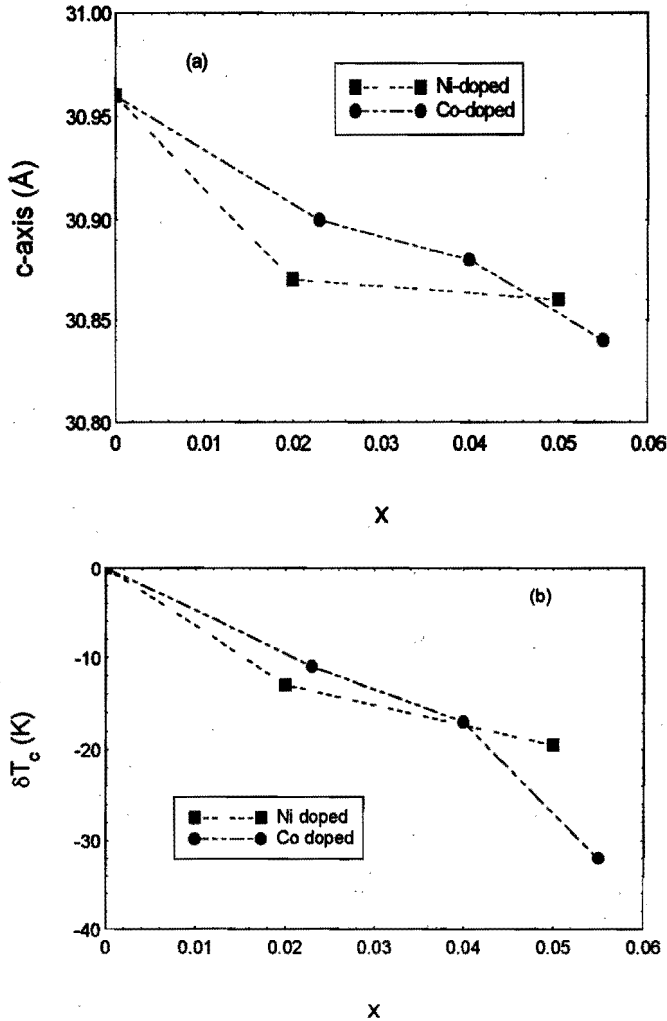 31.00
(a)
Ni-doped
Co-doped
30.95
30.90
30.85
30.80
c-axis (Å)
0 0.01 0.02 0.03 0.04 0.05 0.06
X
0
(b)
-10
-20
-30
-40
δT_c (K)
Ni doped
Co doped
0 0.01 0.02 0.03 0.04 0.05 0.06
x